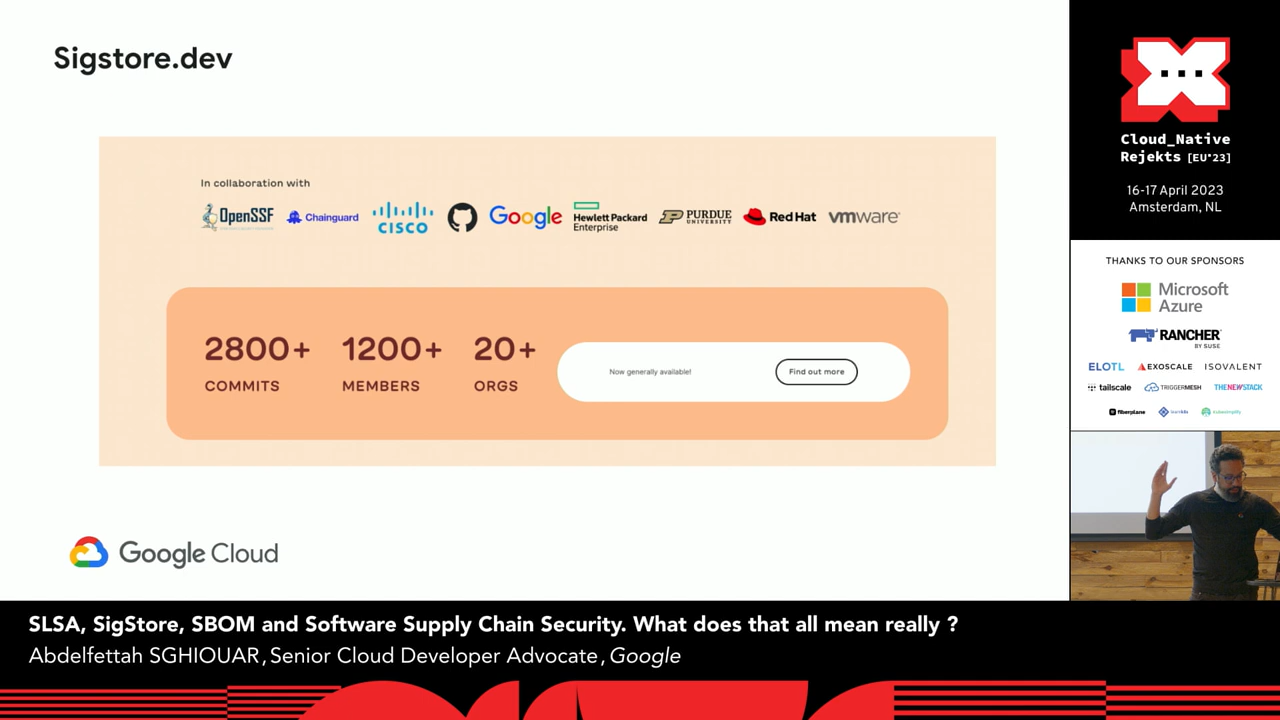 Sigstore.dev
In collaboration with
OpenSSF
Chainguard
CISCO
Google
Hewlett Packard
Enterprise
PURDUE
UNIVERSITY
Red Hat
vmware
2800+
COMMITS
1200+
MEMBERS
20+
ORGS
Now generally available!
Find out more
Google Cloud
Cloud_Native
Rejekts [EU'23]
16-17 April 2023
Amsterdam, NL
THANKS TO OUR SPONSORS
Microsoft
Azure
RANCHER
BY SUSE
ELOTL
EXOSCALE
ISOVALENT
tailscale
TRIGGERMESH
THENEWSTACK
fiberplane
kubesimplify
SLSA, SigStore, SBOM and Software Supply Chain Security. What does that all mean really ?
Abdelfettah SGHIOUAR, Senior Cloud Developer Advocate, Google